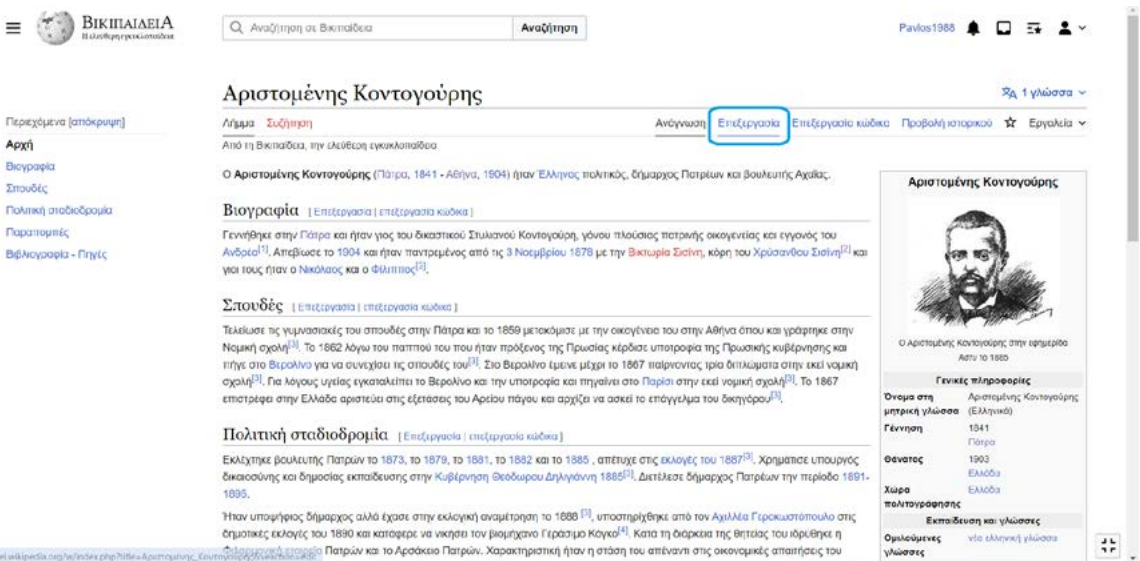 ΒΙΚΙΠΑΙΔΕΙΑ
Η ελεύθερη εγκυκλοπαίδεια
Αναζήτηση σε Βικιπαίδεια
Αναζήτηση
Pavlos1988
Αριστομένης Κοντογούρης
1 γλώσσα
Λήμμα Συζήτηση
Ανάγνωση Επεξεργασία Επεξεργασία κώδικα Προβολή ιστορικού Εργαλεία
Από τη Βικιπαίδεια, την ελεύθερη εγκυκλοπαίδεια
Περιεχόμενα [απόκρυψη]
Αρχή
Βιογραφία
Σπουδές
Πολιτική σταδιοδρομία
Παραπομπές
Βιβλιογραφία - Πηγές
Ο Αριστομένης Κοντογούρης (Πάτρα, 1841 - Αθήνα, 1904) ήταν Έλληνας πολιτικός, δήμαρχος Πατρέων και βουλευτής Αχαΐας.
Βιογραφία [ Επεξεργασία | επεξεργασία κώδικα ]
Γεννήθηκε στην Πάτρα και ήταν γιος του δικαστικού Στυλιανού Κοντογούρη, γόνου πλούσιας πατρινής οικογενείας και εγγονός του
Ανδρέα[1]. Απεβίωσε το 1904 και ήταν παντρεμένος από τις 3 Νοεμβρίου 1878 με την Βικτωρία Σισίνη, κόρη του Χρύσανθου Σισίνη[2] και
γιοι τους ήταν ο Νικόλαος και ο Φίλιππος[2].
Σπουδές [ Επεξεργασία | επεξεργασία κώδικα ]
Τελείωσε τις γυμνασιακές του σπουδές στην Πάτρα και το 1859 μετακόμισε με την οικογένεια του στην Αθήνα όπου και γράφτηκε στην
Νομική σχολή[3]. Το 1862 λόγω του παππού του που ήταν πρόξενος της Πρωσίας κέρδισε υποτροφία της Πρωσικής κυβέρνησης και
πήγε στο Βερολίνο για να συνεχίσει τις σπουδές του[3]. Στο Βερολίνο έμεινε μέχρι το 1867 παίρνοντας τρία διπλώματα στην εκεί νομική
σχολή[3]. Για λόγους υγείας εγκαταλείπει το Βερολίνο και την υποτροφία και πηγαίνει στο Παρίσι στην εκεί νομική σχολή[3]. Το 1867
επιστρέφει στην Ελλάδα αριστεύει στις εξετάσεις του Αρείου πάγου και αρχίζει να ασκεί το επάγγελμα του δικηγόρου[3].
Πολιτική σταδιοδρομία [ Επεξεργασία | επεξεργασία κώδικα ]
Εκλέχτηκε βουλευτής Πατρών το 1873, το 1879, το 1881, το 1882 και το 1885 , απέτυχε στις εκλογές του 1887[3]. Χρημάτισε υπουργός
δικαιοσύνης και δημοσίας εκπαίδευσης στην Κυβέρνηση Θεόδωρου Δηλιγιάννη 1885[3]. Διετέλεσε δήμαρχος Πατρέων την περίοδο 1891-
1895.
Ήταν υποψήφιος δήμαρχος αλλά έχασε στην εκλογική αναμέτρηση το 1888 [3], υποστηρίχθηκε από τον Αχιλλέα Γεροκωστόπουλο στις
δημοτικές εκλογές του 1890 και κατάφερε να νικήσει τον βιομήχανο Γεράσιμο Κόγκο[4]. Κατά τη διάρκεια της θητείας του ιδρύθηκε η
Φιλαρμονική εταιρεία Πατρών και το Αρσάκειο Πατρών. Χαρακτηριστική ήταν η στάση του απέναντι στις οικονομικές απαιτήσεις του
Αριστομένης Κοντογούρης
Ο Αριστομένης Κοντογούρης στην εφημερίδα
Άστυ το 1885
Γενικές πληροφορίες
Όνομα στη μητρική γλώσσα Αριστομένης Κοντογούρης (Ελληνικά)
Γέννηση 1841
Πάτρα
Θάνατος 1903
Ελλάδα
Χώρα πολιτογράφησης Ελλάδα
Εκπαίδευση και γλώσσες
Ομιλούμενες γλώσσες νέα ελληνική γλώσσα